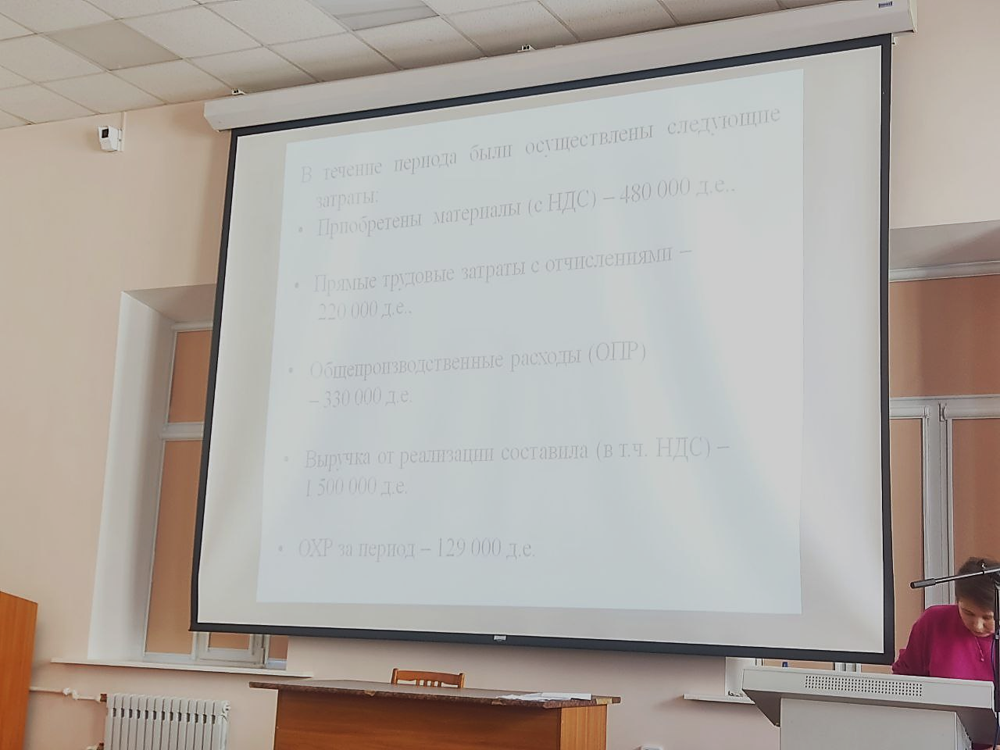 В течение периода были осуществлены следующие
затраты:
• Приобретены материалы (с НДС) – 480 000 д.е.,
• Прямые трудовые затраты с отчислениями –
220 000 д.е.,
• Общепроизводственные расходы (ОПР)
– 330 000 д.е.
• Выручка от реализации составила (в т.ч. НДС) –
1 500 000 д.е.
• ОХР за период – 129 000 д.е.